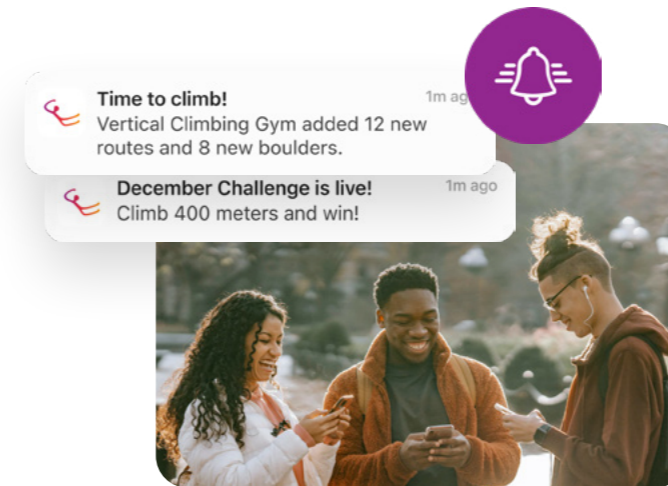 Time to climb!
1m ag
Vertical Climbing Gym added 12 new
routes and 8 new boulders.
December Challenge is live!
1m ago
Climb 400 meters and win!